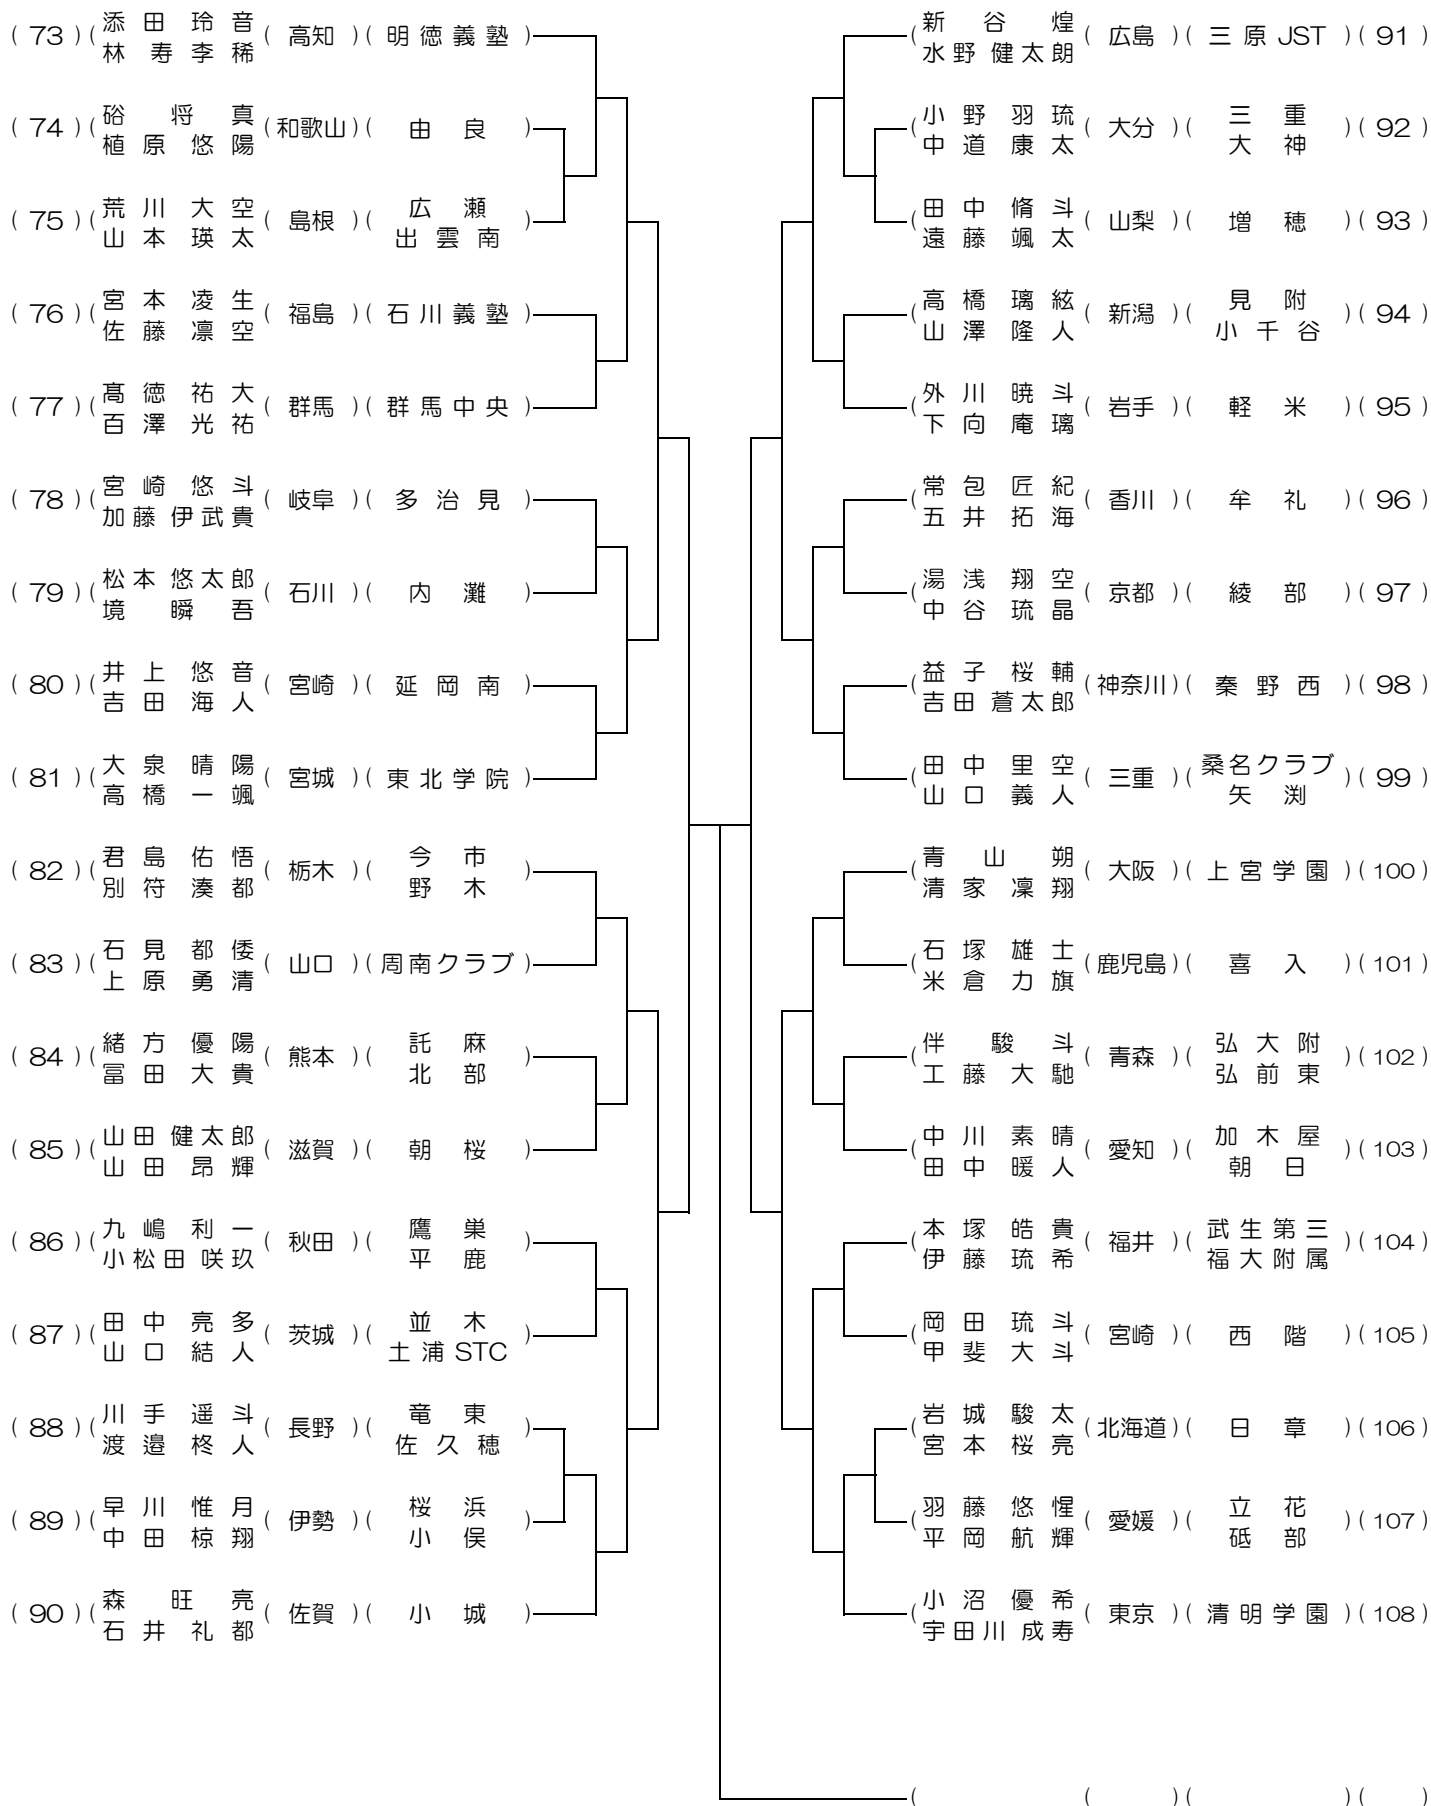 (73)(添田玲音 林寿李稀(高知)(明徳義塾)
(74)(硲将真 植原悠陽(和歌山)(由良)
(75)(荒川大空 山本瑛太(島根)(広瀬 出雲南)
(76)(宮本凌生 佐藤凛空(福島)(石川義塾)
(77)(髙徳祐大 百澤光祐(群馬)(群馬中央)
(78)(宮崎悠斗 加藤伊武貴(岐阜)(多治見)
(79)(松本悠太郎 境瞬吾(石川)(内灘)
(80)(井上悠音 吉田海人(宮崎)(延岡南)
(81)(大泉晴陽 高橋一颯(宮城)(東北学院)
(82)(君島佑悟 別符湊都(栃木)(今市 野木)
(83)(石見都倭 上原勇清(山口)(周南クラブ)
(84)(緒方優陽 冨田大貴(熊本)(託麻 北部)
(85)(山田健太郎 山田昂輝(滋賀)(朝桜)
(86)(九嶋利一 小松田咲玖(秋田)(鷹巣 平鹿)
(87)(田中亮多 山口結人(茨城)(並木 土浦STC)
(88)(川手遥斗 渡邉柊人(長野)(竜東 佐久穂)
(89)(早川惟月 中田椋翔(伊勢)(桜浜 小俣)
(90)(森旺亮 石井礼都(佐賀)(小城)
(新谷煌 水野健太朗(広島)(三原JST)(91)
(小野羽琉 中道康太(大分)(三重 大神)(92)
(田中脩斗 遠藤颯太(山梨)(増穂)(93)
(高橋璃絃 山澤隆人(新潟)(見附 小千谷)(94)
(外川暁斗 下向庵璃(岩手)(軽米)(95)
(常包匠紀 五井拓海(香川)(牟礼)(96)
(湯浅翔空 中谷琉晶(京都)(綾部)(97)
(益子桜輔 吉田蒼太郎(神奈川)(秦野西)(98)
(田中里空 山口義人(三重)(桑名クラブ 矢渕)(99)
(青山朔 清家凜翔(大阪)(上宮学園)(100)
(石塚雄士 米倉力旗(鹿児島)(喜入)(101)
(伴駿斗 工藤大馳(青森)(弘大附 弘前東)(102)
(中川素晴 田中暖人(愛知)(加木屋 朝日)(103)
(本塚皓貴 伊藤琉希(福井)(武生第三 福大附属)(104)
(岡田琉斗 甲斐大斗(宮崎)(西階)(105)
(岩城駿太 宮本桜亮(北海道)(日章)(106)
(羽藤悠惺 平岡航輝(愛媛)(立花 砥部)(107)
(小沼優希 宇田川成寿(東京)(清明学園)(108)
( ( )( )( )